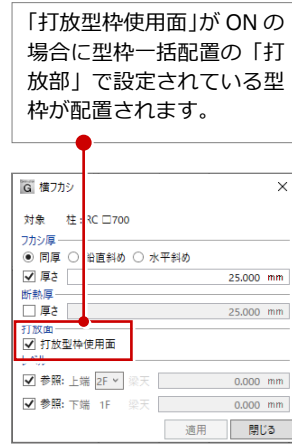 「打放型枠使用面」が ON の
場合に型枠一括配置の「打
放部」で設定されている型
枠が配置されます。
G 横フカシ ×
対象 柱:RC □700
フカシ厚
同厚 鉛直斜め 水平斜め
厚さ 25.000 mm
断熱厚
厚さ 25.000 mm
打放面
打放型枠使用面
参照: 上端 2F 梁天 0.000 mm
参照: 下端 1F 梁天 0.000 mm
適用 閉じる